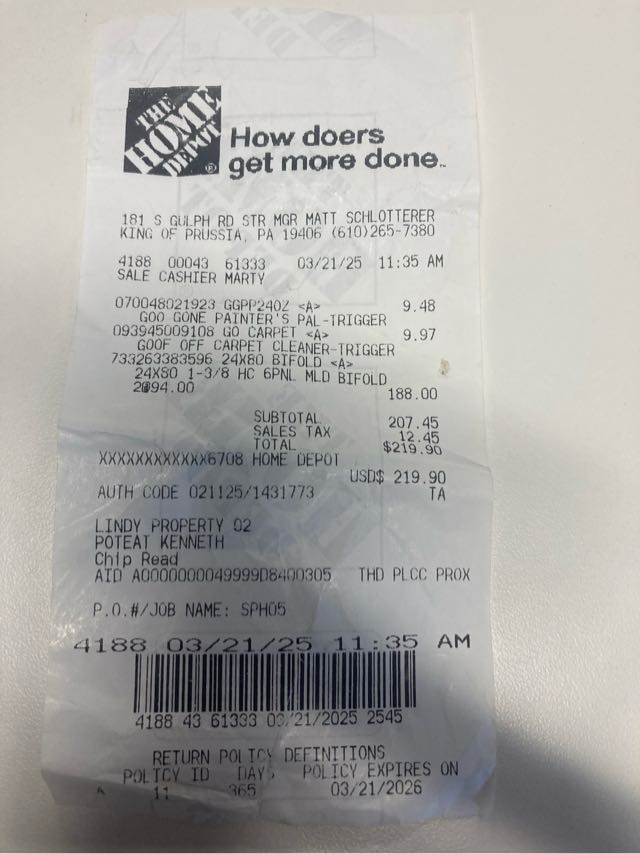 THE
HOME
DEPOT
How doers
get more done.
181 S GULPH RD STR MGR MATT SCHLOTTERER
KING OF PRUSSIA, PA 19406 (610)265-7380
4188 00043 61333 03/21/25 11:35 AM
SALE CASHIER MARTY
070048021923 GGPP240Z <A> 9.48
GOO GONE PAINTER'S PAL-TRIGGER
093945009108 GO CARPET <A> 9.97
GOOF OFF CARPET CLEANER-TRIGGER
733263383596 24X80 BIFOLD <A>
24X80 1-3/8 HC 6PNL MLD BIFOLD
2@94.00 188.00
SUBTOTAL 207.45
SALES TAX 12.45
TOTAL $219.90
XXXXXXXXXXXX6708 HOME DEPOT
USD$ 219.90
AUTH CODE 021125/1431773 TA
LINDY PROPERTY 02
POTEAT KENNETH
Chip Read
AID A0000000049999D8400305 THD PLCC PROX
P.O.#/JOB NAME: SPH05
4188 03/21/25 11:35 AM
4188 43 61333 03/21/2025 2545
RETURN POLICY DEFINITIONS
POLICY ID DAYS POLICY EXPIRES ON
A 11 365 03/21/2026